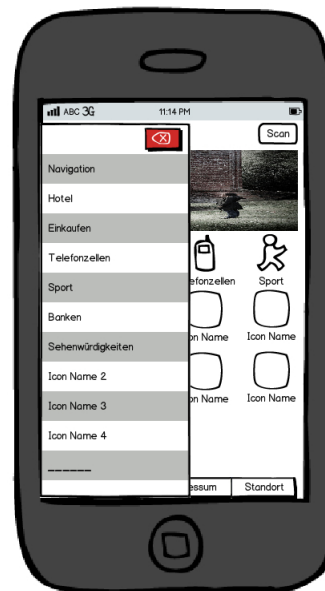 ABC 3G 11:14 PM
Scan
Navigation
Hotel
Einkaufen
Telefonzellen
Sport
Banken
Sehenwürdigkeiten
Icon Name 2
Icon Name 3
Icon Name 4
______
efonzellen Sport
on Name Icon Name
on Name Icon Name
essum Standort